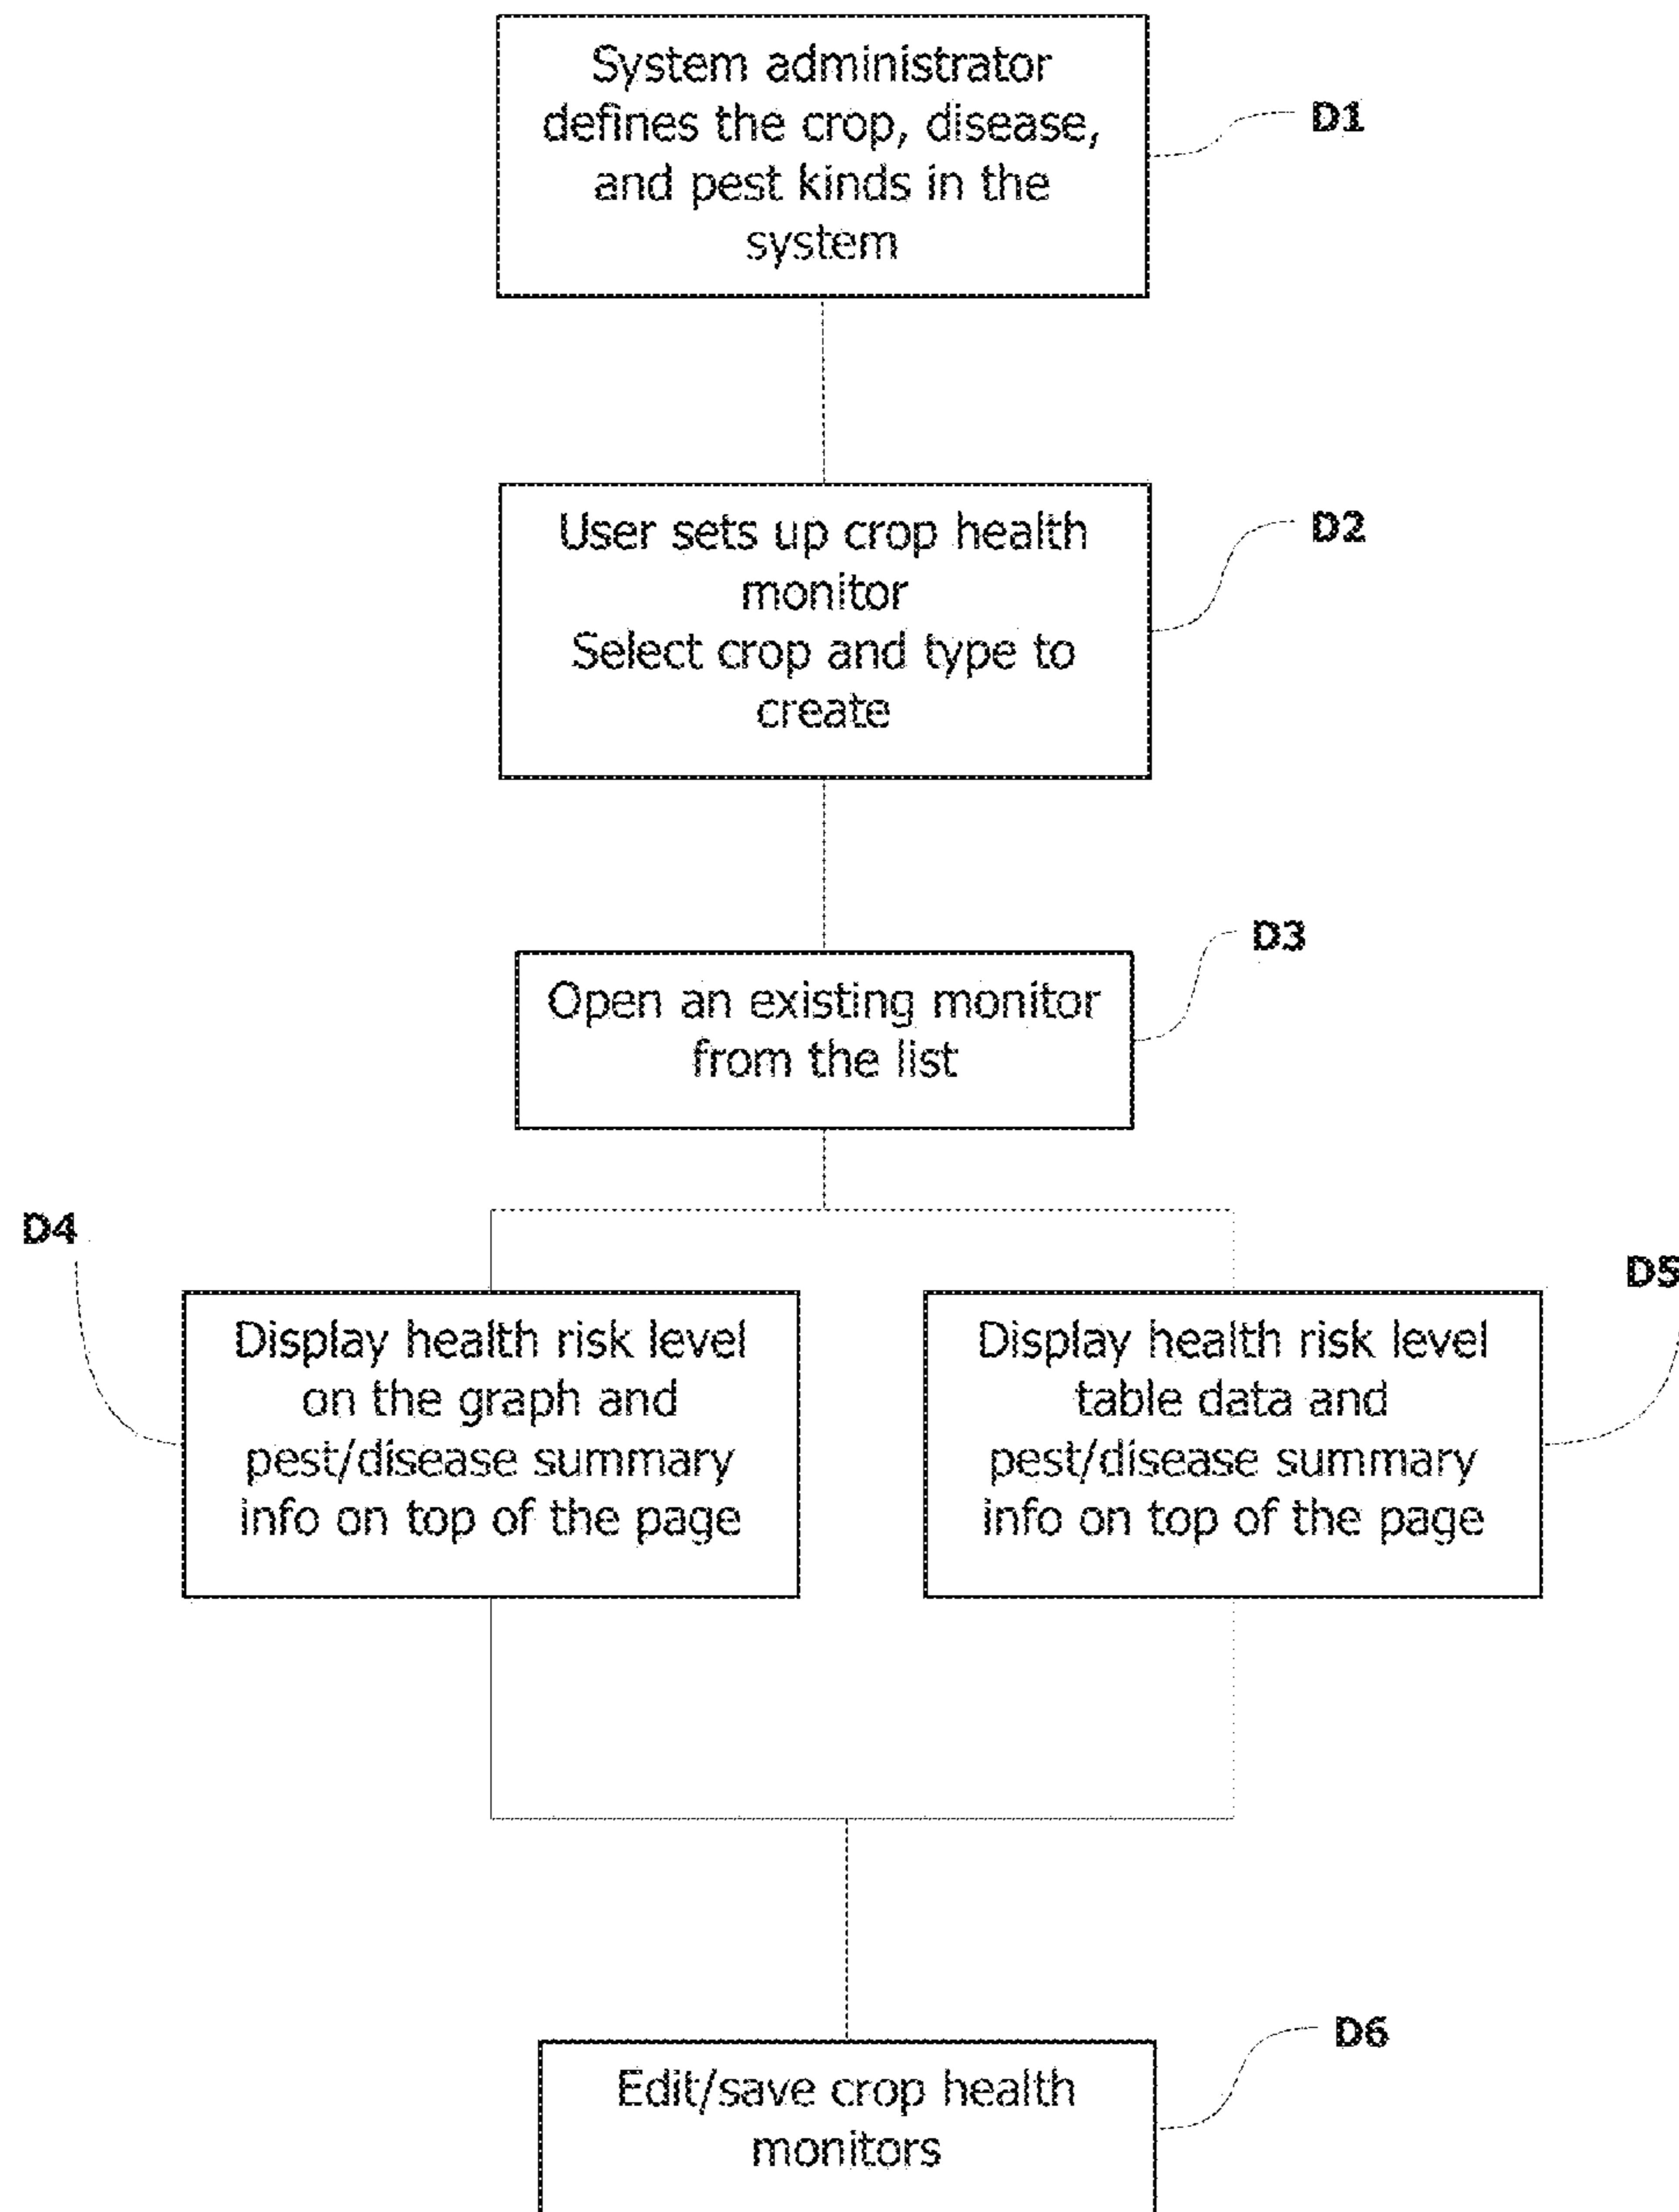 System administrator
defines the crop, disease,
and pest kinds in the
system
D1
User sets up crop health
monitor
Select crop and type to
create
D2
Open an existing monitor
from the list
D3
D4
Display health risk level
on the graph and
pest/disease summary
info on top of the page
D5
Display health risk level
table data and
pest/disease summary
info on top of the page
Edit/save crop health
monitors
D6